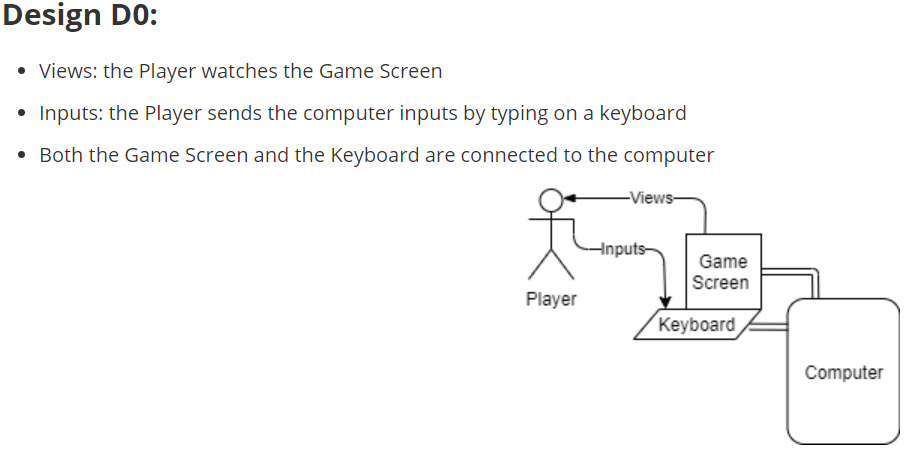 Design D0:
• Views: the Player watches the Game Screen
• Inputs: the Player sends the computer inputs by typing on a keyboard
• Both the Game Screen and the Keyboard are connected to the computer
Views
Inputs
Game
Screen
Player
Keyboard
Computer